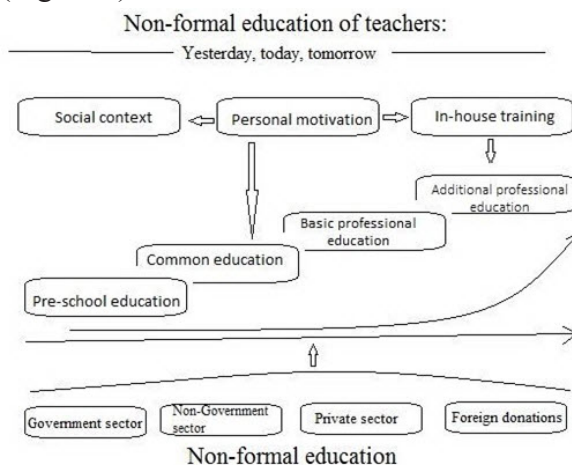 Non-formal education of teachers:
Yesterday, today, tomorrow
Social context
Personal motivation
In-house training
Additional professional
education
Basic professional
education
Common education
Pre-school education
Government sector
Non-Government
sector
Private sector
Foreign donations
Non-formal education